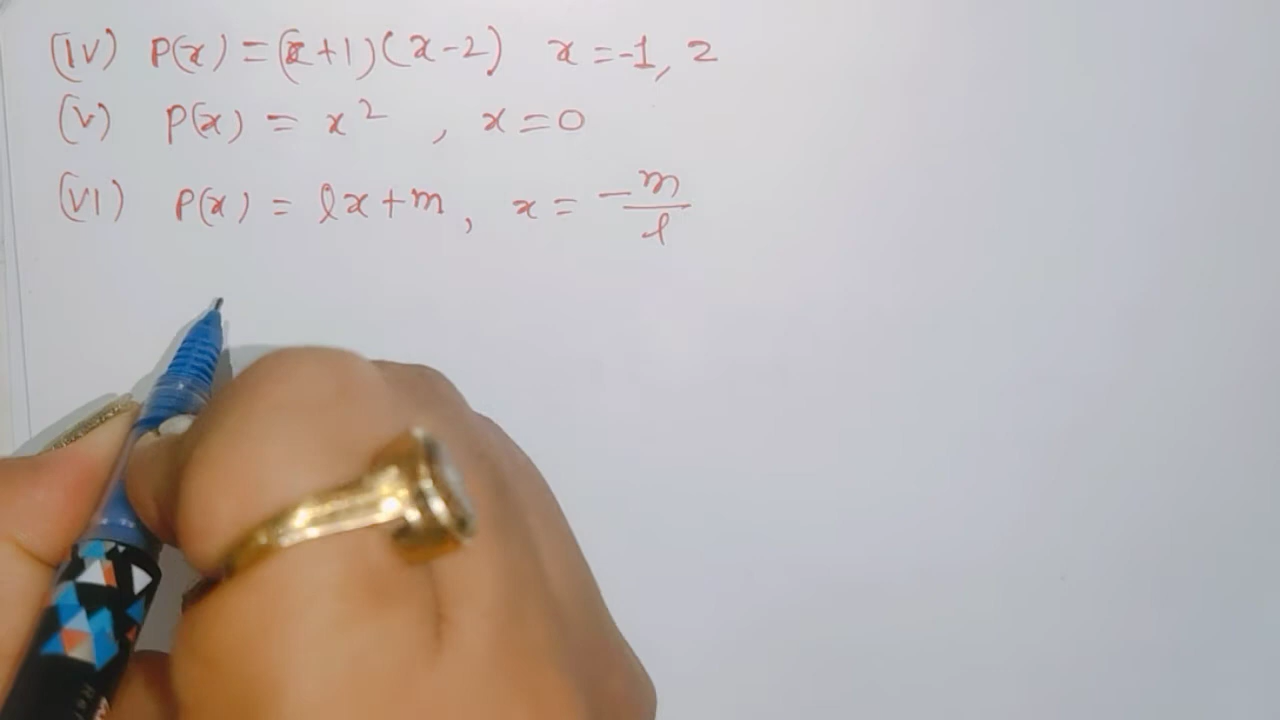 (iv) P(x) = (x+1)(x-2) x = -1, 2
(v) P(x) = x², x = 0
(vi) P(x) = lx + m, x = -m/l